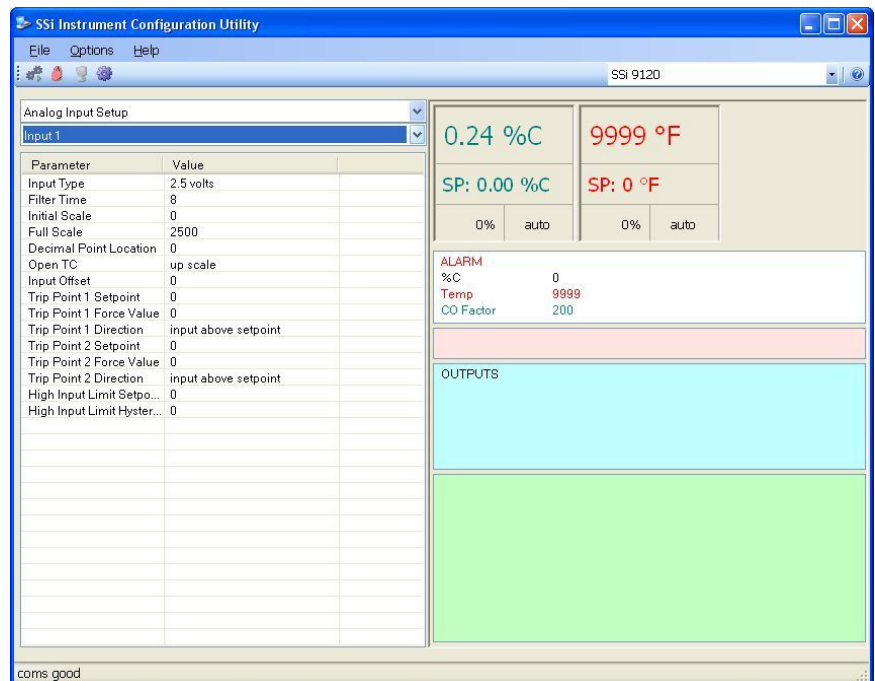 SSi Instrument Configuration Utility
File Options Help
SSi 9120
Analog Input Setup
Input 1
Parameter Value
Input Type 2.5 volts
Filter Time 8
Initial Scale 0
Full Scale 2500
Decimal Point Location 0
Open TC up scale
Input Offset 0
Trip Point 1 Setpoint 0
Trip Point 1 Force Value 0
Trip Point 1 Direction input above setpoint
Trip Point 2 Setpoint 0
Trip Point 2 Force Value 0
Trip Point 2 Direction input above setpoint
High Input Limit Setpo... 0
High Input Limit Hyster... 0
0.24 %C
SP: 0.00 %C
0% auto
9999 °F
SP: 0 °F
0% auto
ALARM
%C 0
Temp 9999
CO Factor 200
OUTPUTS
coms good